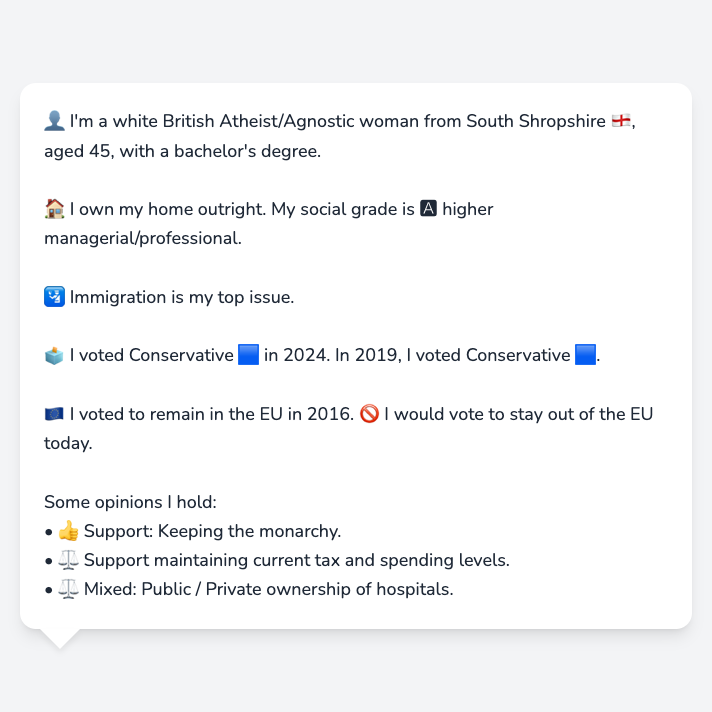 👤 I'm a white British Atheist/Agnostic woman from South Shropshire 🏴󠁧󠁢󠁥󠁮󠁧󠁿,
aged 45, with a bachelor's degree.
🏠 I own my home outright. My social grade is 🅰 higher
managerial/professional.
🛂 Immigration is my top issue.
🗳️ I voted Conservative 🟦 in 2024. In 2019, I voted Conservative 🟦.
🇪🇺 I voted to remain in the EU in 2016. 🚫 I would vote to stay out of the EU
today.
Some opinions I hold:
• 👍 Support: Keeping the monarchy.
• ⚖️ Support maintaining current tax and spending levels.
• ⚖️ Mixed: Public / Private ownership of hospitals.